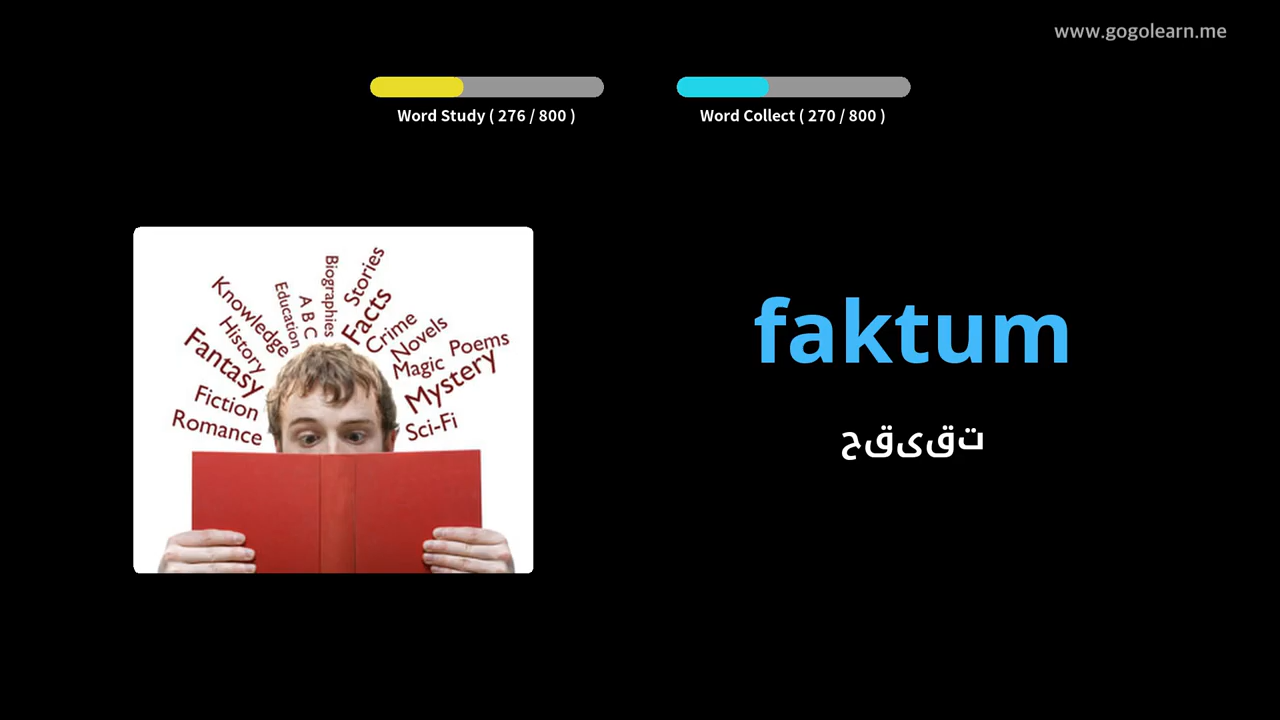 www.gogolearn.me
Word Study ( 276 / 800 )
Word Collect ( 270 / 800 )
Knowledge
History
Fantasy
Fiction
Romance
Education
A B C
Biographies
Stories
Facts
Crime
Novels
Magic
Poems
Mystery
Sci-Fi
faktum
تقیقح